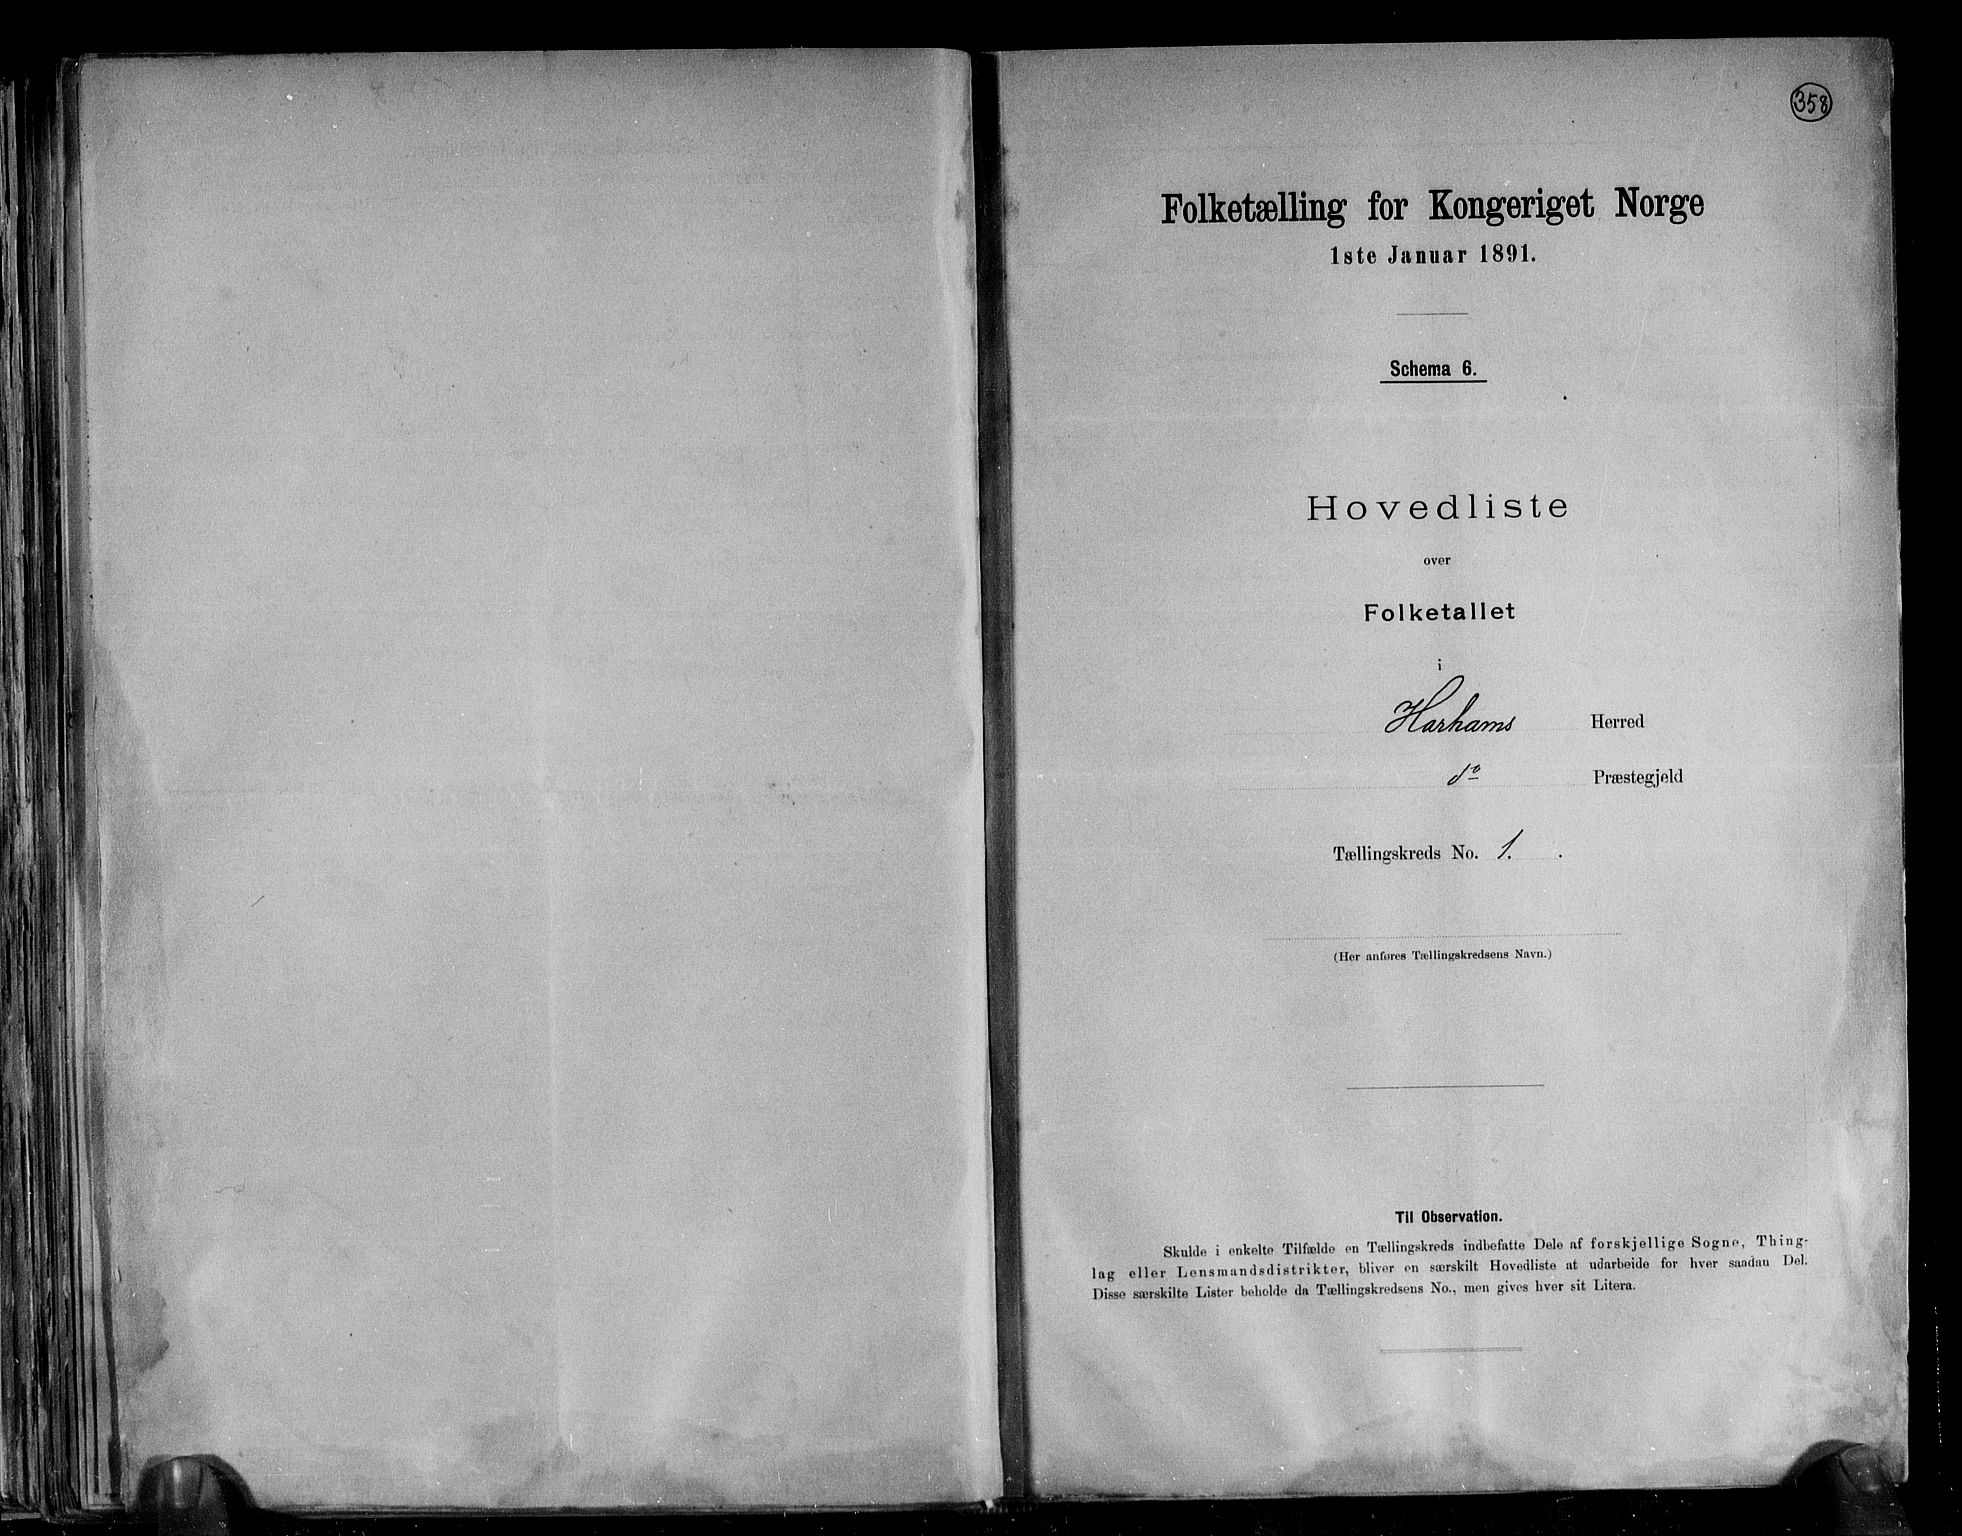 358
Folketælling for Kongeriget Norge
1ste Januar 1891.
Schema 6.
Hovedliste
over
Folketallet
i
Harhams Herred
do Præstegjeld
Tællingskreds No. 1.
(Her anføres Tællingskredsens Navn.)
Til Observation.
Skulde i enkelte Tilfælde en Tællingskreds indbefatte Dele af forskjellige Sogne, Thing-
lag eller Lensmandsdistrikter, bliver en særskilt Hovedliste at udarbeide for hver saadan Del.
Disse særskilte Lister beholde da Tællingskredsens No., men gives hver sit Litera.